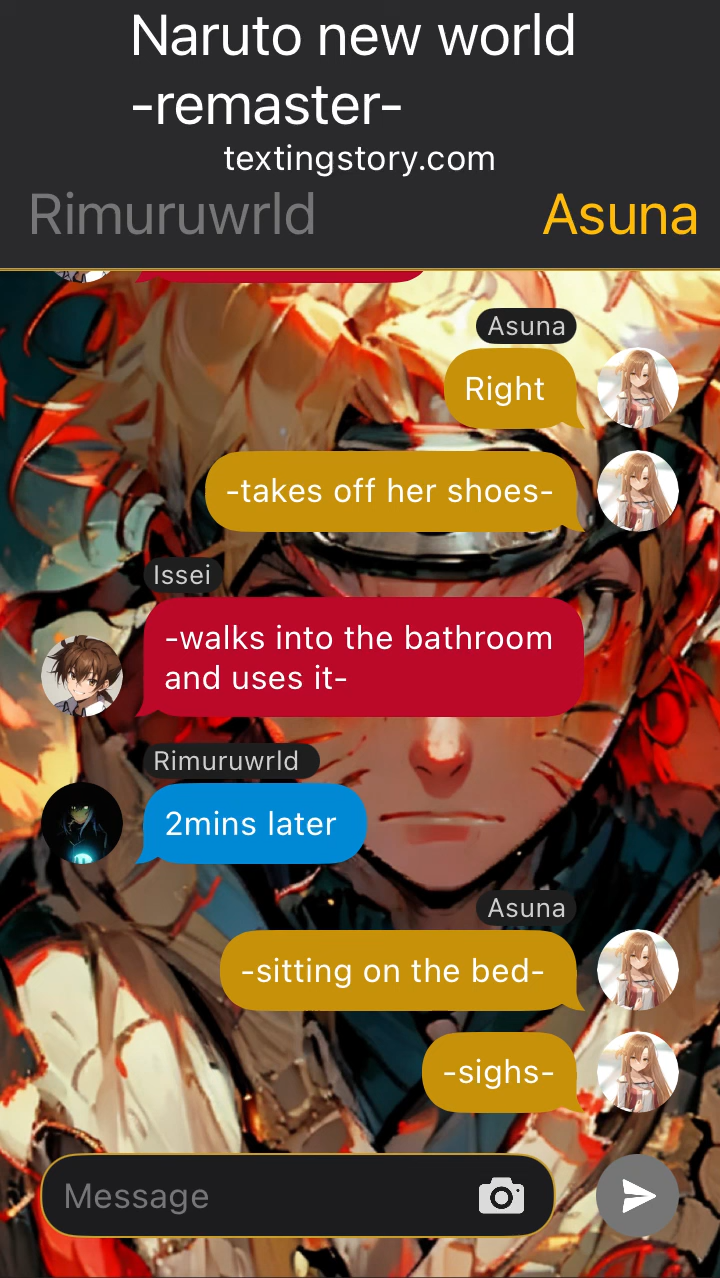 Naruto new world
-remaster-
textingstory.com
Rimuruwrld
Asuna
Asuna
Right
-takes off her shoes-
Issei
-walks into the bathroom
and uses it-
Rimuruwrld
2mins later
Asuna
-sitting on the bed-
-sighs-
Message